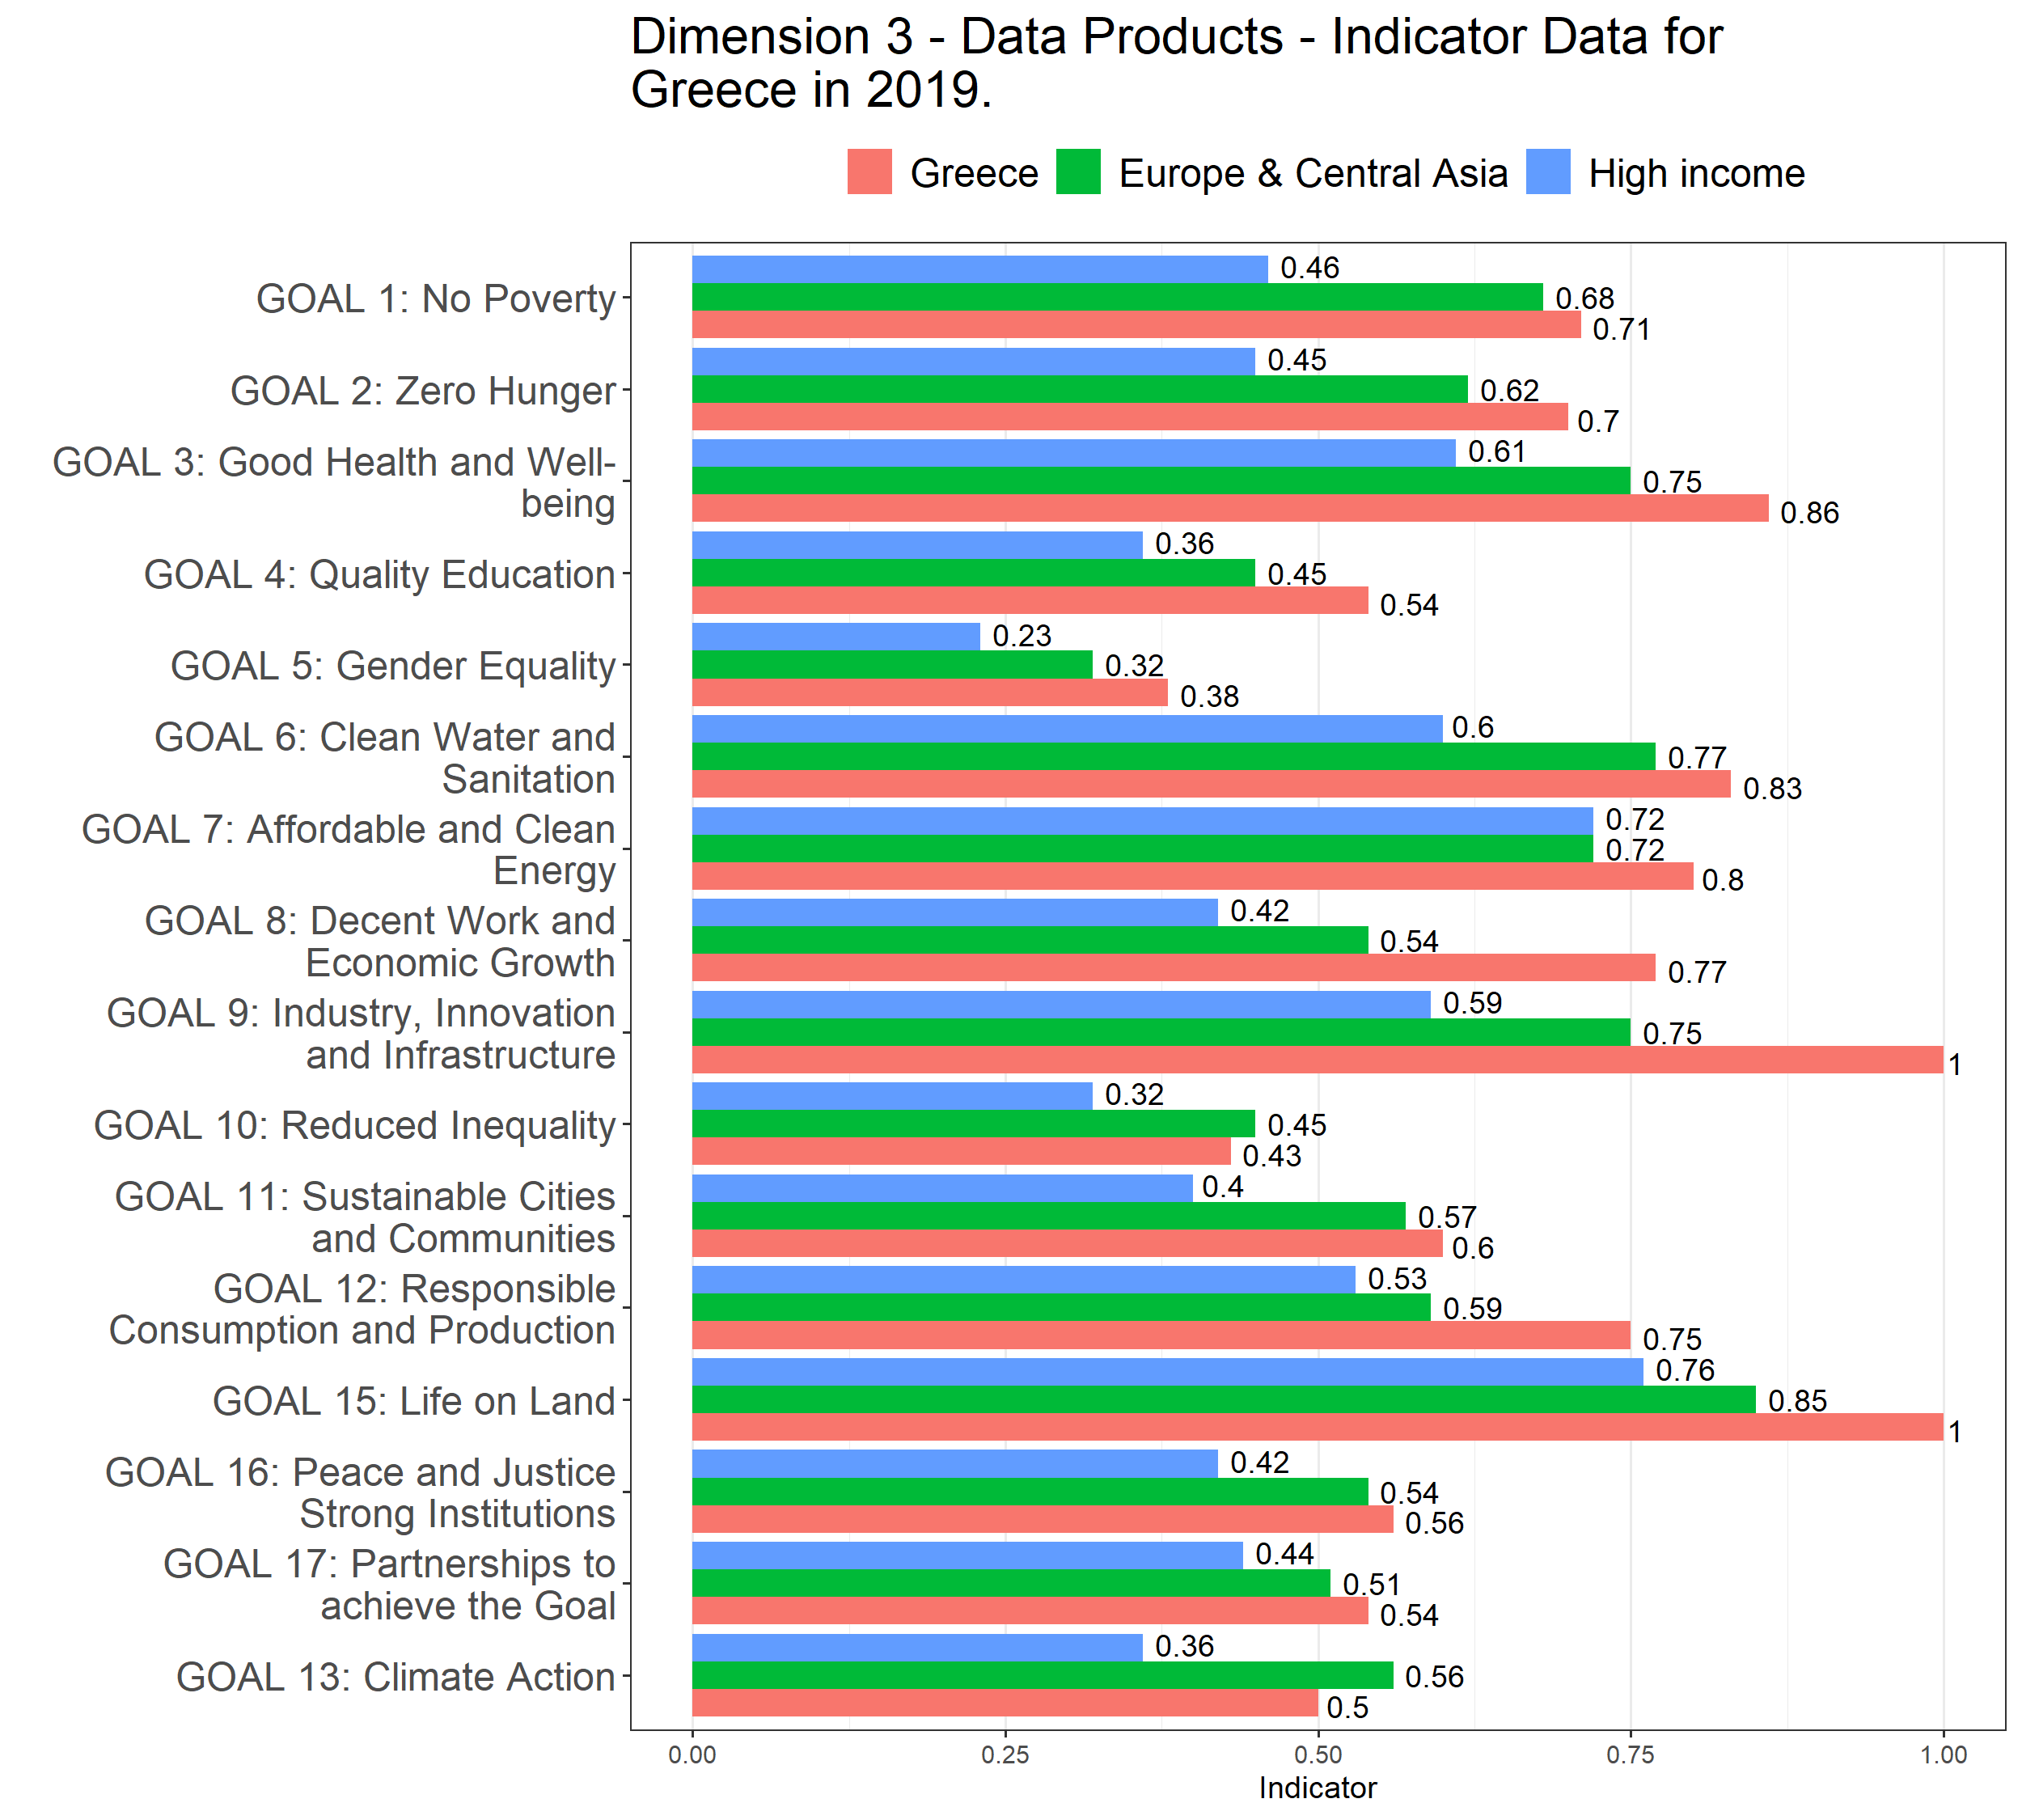 Dimension 3 - Data Products - Indicator Data for
Greece in 2019.
Greece
Europe & Central Asia
High income
GOAL 1: No Poverty
0.46
0.68
0.71
GOAL 2: Zero Hunger
0.45
0.62
0.7
GOAL 3: Good Health and Well-
being
0.61
0.75
0.86
GOAL 4: Quality Education
0.36
0.45
0.54
GOAL 5: Gender Equality
0.23
0.32
0.38
GOAL 6: Clean Water and
Sanitation
0.6
0.77
0.83
GOAL 7: Affordable and Clean
Energy
0.72
0.72
0.8
GOAL 8: Decent Work and
Economic Growth
0.42
0.54
0.77
GOAL 9: Industry, Innovation
and Infrastructure
0.59
0.75
1
GOAL 10: Reduced Inequality
0.32
0.45
0.43
GOAL 11: Sustainable Cities
and Communities
0.4
0.57
0.6
GOAL 12: Responsible
Consumption and Production
0.53
0.59
0.75
GOAL 15: Life on Land
0.76
0.85
1
GOAL 16: Peace and Justice
Strong Institutions
0.42
0.54
0.56
GOAL 17: Partnerships to
achieve the Goal
0.44
0.51
0.54
GOAL 13: Climate Action
0.36
0.56
0.5
0.00
0.25
0.50
0.75
1.00
Indicator